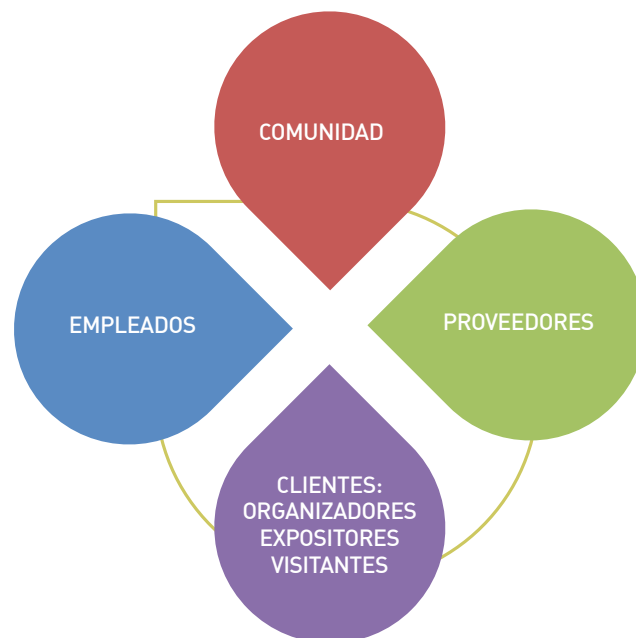 COMUNIDAD
EMPLEADOS
PROVEEDORES
CLIENTES:
ORGANIZADORES
EXPOSITORES
VISITANTES